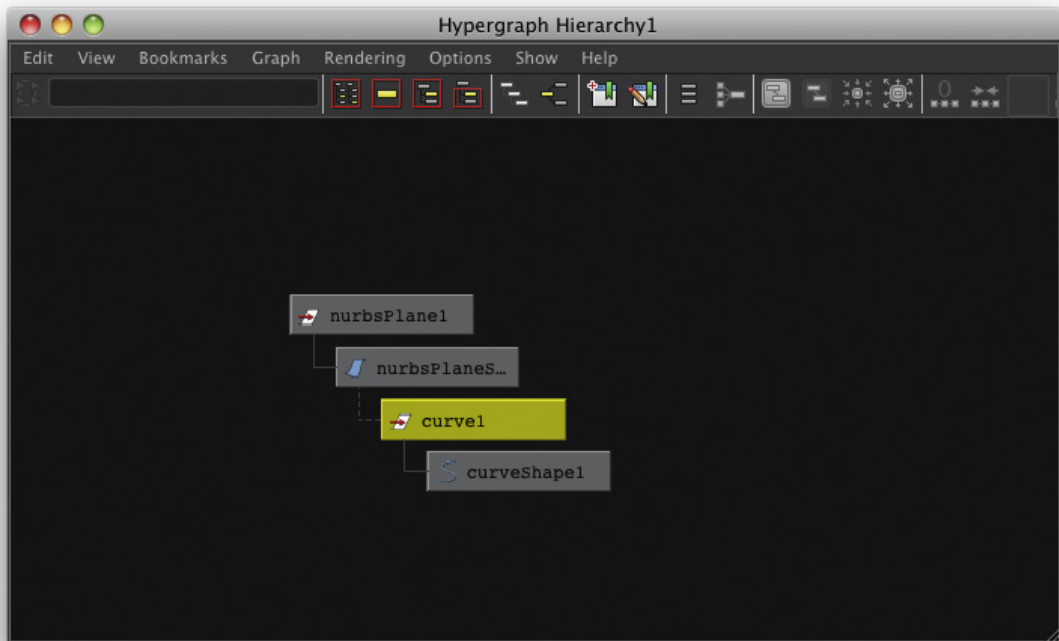 Hypergraph Hierarchy1
Edit View Bookmarks Graph Rendering Options Show Help
0
nurbsPlane1
nurbsPlaneS...
curve1
curveShape1